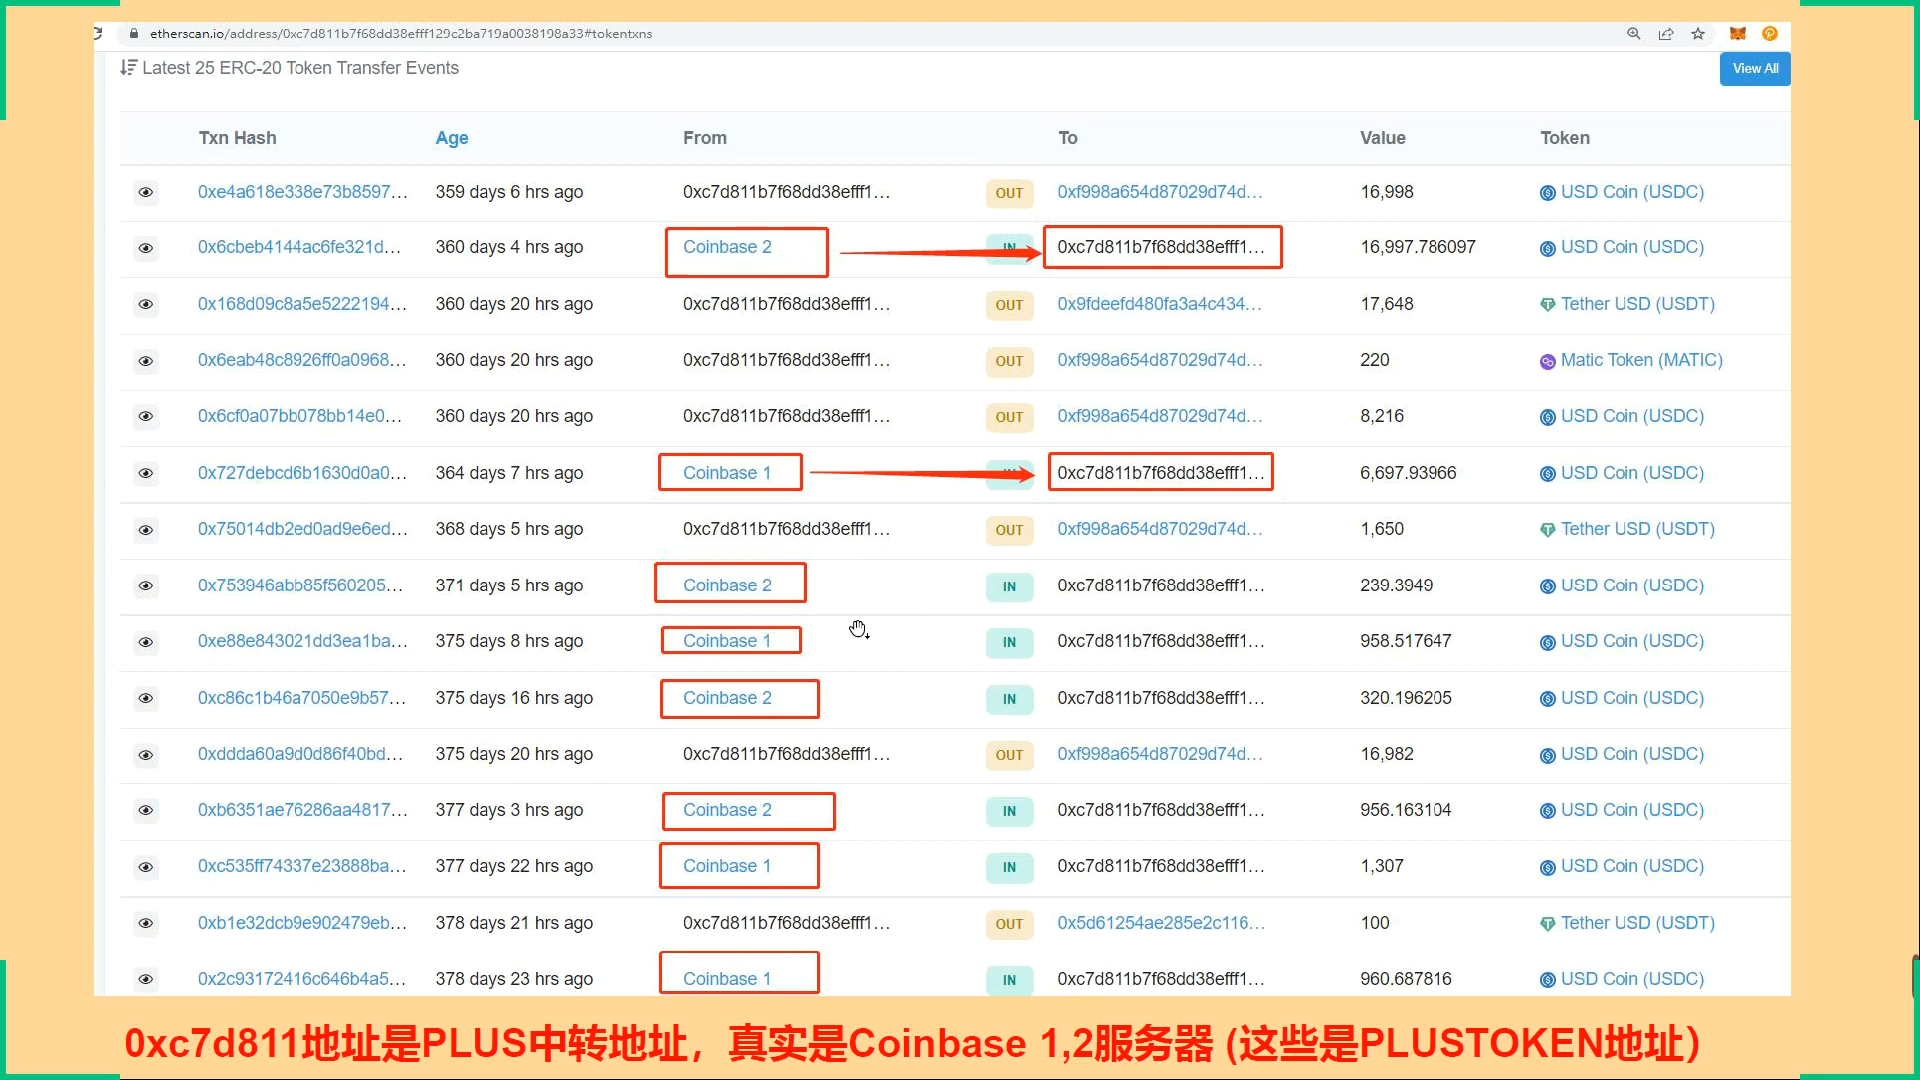 etherscan.io/address/0xc7d811b7f68dd38efff129c2ba719a0038198a33#tokentxns
Latest 25 ERC-20 Token Transfer Events
View All
Txn Hash Age From To Value Token
0xe4a618e338e73b8597... 359 days 6 hrs ago 0xc7d811b7f68dd38efff1... OUT 0xf998a654d87029d74d... 16,998 USD Coin (USDC)
0x6cbeb4144ac6fe321d... 360 days 4 hrs ago Coinbase 2 IN 0xc7d811b7f68dd38efff1... 16,997.786097 USD Coin (USDC)
0x168d09c8a5e5222194... 360 days 20 hrs ago 0xc7d811b7f68dd38efff1... OUT 0x9fdeefd480fa3a4c434... 17,648 Tether USD (USDT)
0x6eab48c8926ff0a0968... 360 days 20 hrs ago 0xc7d811b7f68dd38efff1... OUT 0xf998a654d87029d74d... 220 Matic Token (MATIC)
0x6cf0a07bb078bb14e0... 360 days 20 hrs ago 0xc7d811b7f68dd38efff1... OUT 0xf998a654d87029d74d... 8,216 USD Coin (USDC)
0x727debcd6b1630d0a0... 364 days 7 hrs ago Coinbase 1 0xc7d811b7f68dd38efff1... 6,697.93966 USD Coin (USDC)
0x75014db2ed0ad9e6ed... 368 days 5 hrs ago 0xc7d811b7f68dd38efff1... OUT 0xf998a654d87029d74d... 1,650 Tether USD (USDT)
0x753946abb85f560205... 371 days 5 hrs ago Coinbase 2 IN 0xc7d811b7f68dd38efff1... 239.3949 USD Coin (USDC)
0xe88e843021dd3ea1ba... 375 days 8 hrs ago Coinbase 1 IN 0xc7d811b7f68dd38efff1... 958.517647 USD Coin (USDC)
0xc86c1b46a7050e9b57... 375 days 16 hrs ago Coinbase 2 IN 0xc7d811b7f68dd38efff1... 320.196205 USD Coin (USDC)
0xddda60a9d0d86f40bd... 375 days 20 hrs ago 0xc7d811b7f68dd38efff1... OUT 0xf998a654d87029d74d... 16,982 USD Coin (USDC)
0xb6351ae76286aa4817... 377 days 3 hrs ago Coinbase 2 IN 0xc7d811b7f68dd38efff1... 956.163104 USD Coin (USDC)
0xc535ff74337e23888ba... 377 days 22 hrs ago Coinbase 1 IN 0xc7d811b7f68dd38efff1... 1,307 USD Coin (USDC)
0xb1e32dcb9e902479eb... 378 days 21 hrs ago 0xc7d811b7f68dd38efff1... OUT 0x5d61254ae285e2c116... 100 Tether USD (USDT)
0x2c93172416c646b4a5... 378 days 23 hrs ago Coinbase 1 IN 0xc7d811b7f68dd38efff1... 960.687816 USD Coin (USDC)
0xc7d811地址是PLUS中转地址，真实是Coinbase 1,2服务器 (这些是PLUSTOKEN地址）